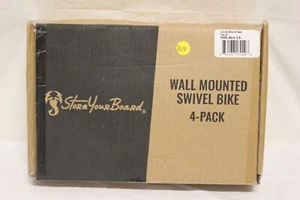 StoreYourBoard®
WALL MOUNTED
SWIVEL BIKE
4-PACK